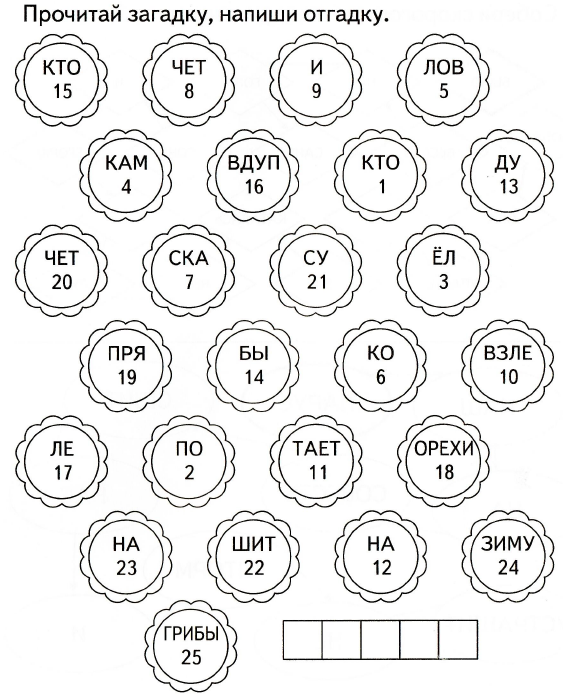 Прочитай загадку, напиши отгадку.
КТО ЧЕТ И ЛОВ
15 8 9 5
КАМ ВДУП КТО ДУ
4 16 1 13
ЧЕТ СКА СУ ЁЛ
20 7 21 3
ПРЯ БЫ КО ВЗЛЕ
19 14 6 10
ЛЕ ПО ТАЕТ ОРЕХИ
17 2 11 18
НА ШИТ НА ЗИМУ
23 22 12 24
ГРИБЫ
25